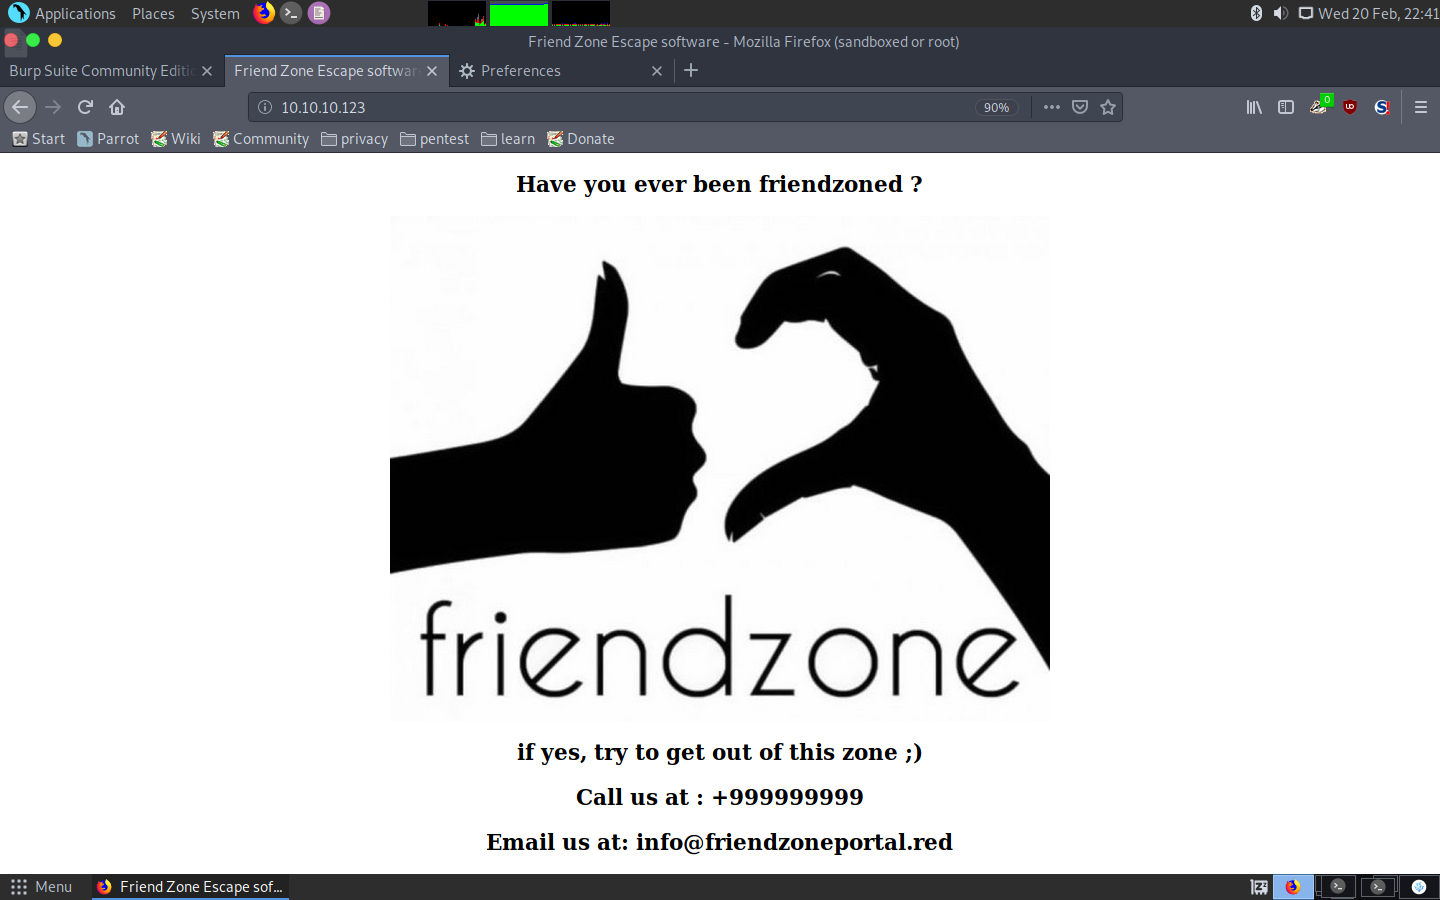 Applications Places System Wed 20 Feb, 22:41
Friend Zone Escape software - Mozilla Firefox (sandboxed or root)
Burp Suite Community Editi Friend Zone Escape softwar Preferences
10.10.10.123 90% 0
Start Parrot Wiki Community privacy pentest learn Donate
Have you ever been friendzoned ?
friendzone
if yes, try to get out of this zone ;)
Call us at : +999999999
Email us at: info@friendzoneportal.red
Menu Friend Zone Escape sof...